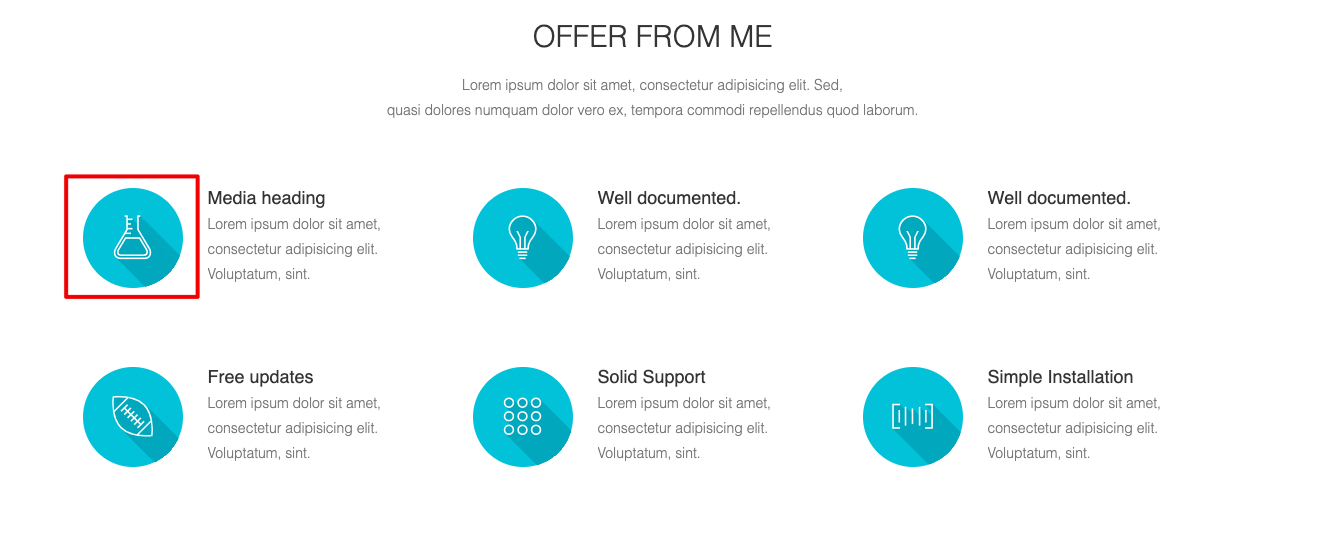 OFFER FROM ME
Lorem ipsum dolor sit amet, consectetur adipisicing elit. Sed,
quasi dolores numquam dolor vero ex, tempora commodi repellendus quod laborum.
Media heading
Lorem ipsum dolor sit amet,
consectetur adipisicing elit.
Voluptatum, sint.
Well documented.
Lorem ipsum dolor sit amet,
consectetur adipisicing elit.
Voluptatum, sint.
Well documented.
Lorem ipsum dolor sit amet,
consectetur adipisicing elit.
Voluptatum, sint.
Free updates
Lorem ipsum dolor sit amet,
consectetur adipisicing elit.
Voluptatum, sint.
Solid Support
Lorem ipsum dolor sit amet,
consectetur adipisicing elit.
Voluptatum, sint.
Simple Installation
Lorem ipsum dolor sit amet,
consectetur adipisicing elit.
Voluptatum, sint.